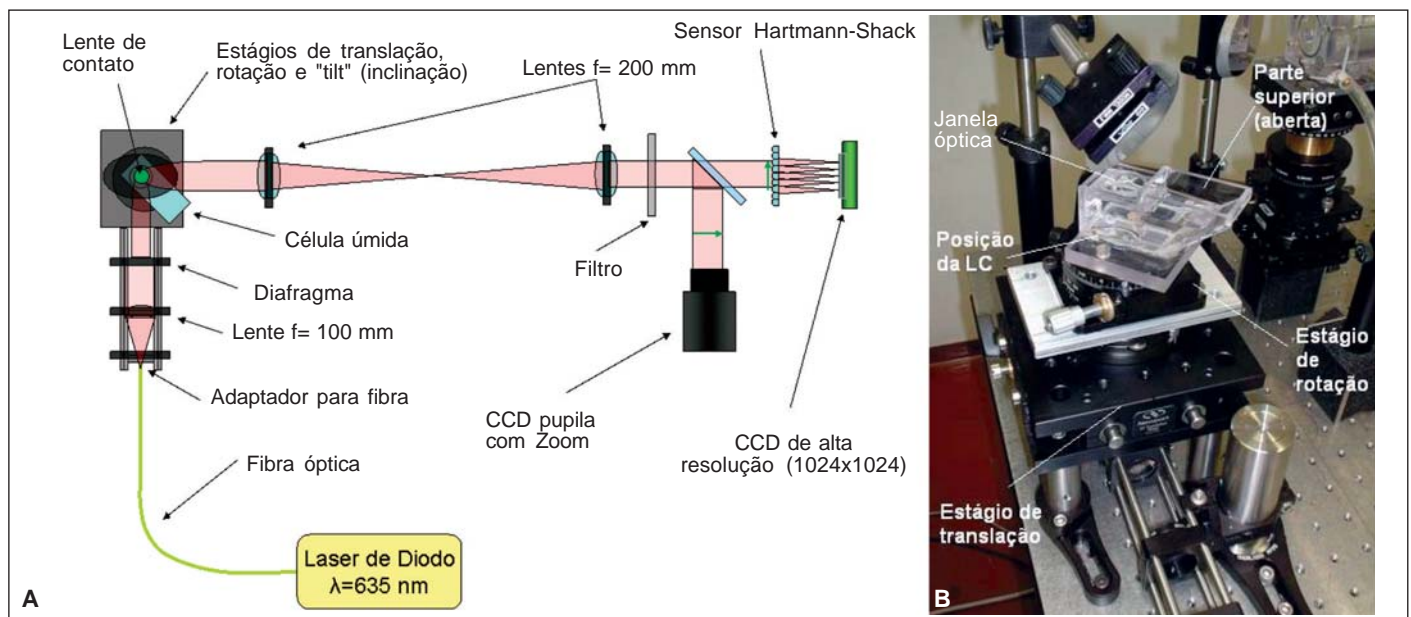 Lente de
contato
Estágios de translação,
rotação e "tilt" (inclinação)
Lentes f= 200 mm
Sensor Hartmann-Shack
Célula úmida
Diafragma
Lente f= 100 mm
Adaptador para fibra
Fibra óptica
Laser de Diodo
λ=635 nm
Filtro
CCD pupila
com Zoom
CCD de alta
resolução (1024x1024)
A
Parte
superior
(aberta)
Janela
óptica
Posição
da LC
Estágio
de
rotação
Estágio de
translação
B